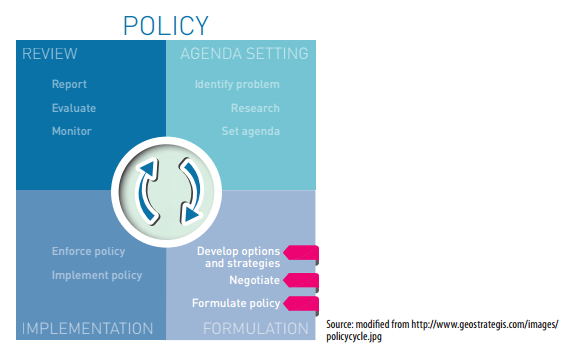 POLICY
REVIEW
Report
Evaluate
Monitor
AGENDA SETTING
Identify problem
Research
Set agenda
Enforce policy
Implement policy
IMPLEMENTATION
Develop options
and strategies
Negotiate
Formulate policy
FORMULATION
Source: modified from http://www.geostrategis.com/images/
policycycle.jpg